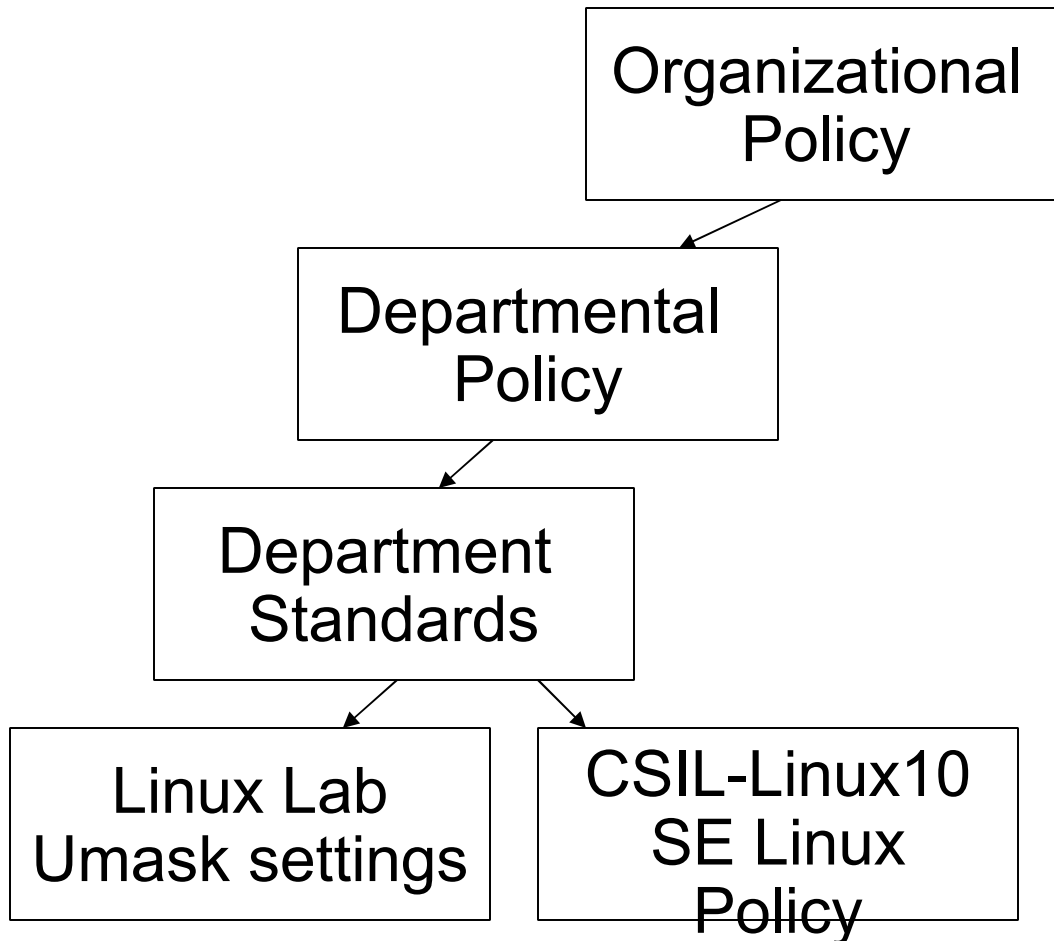 Organizational
Policy
Departmental
Policy
Department
Standards
Linux Lab
Umask settings
CSIL-Linux10
SE Linux
Policy